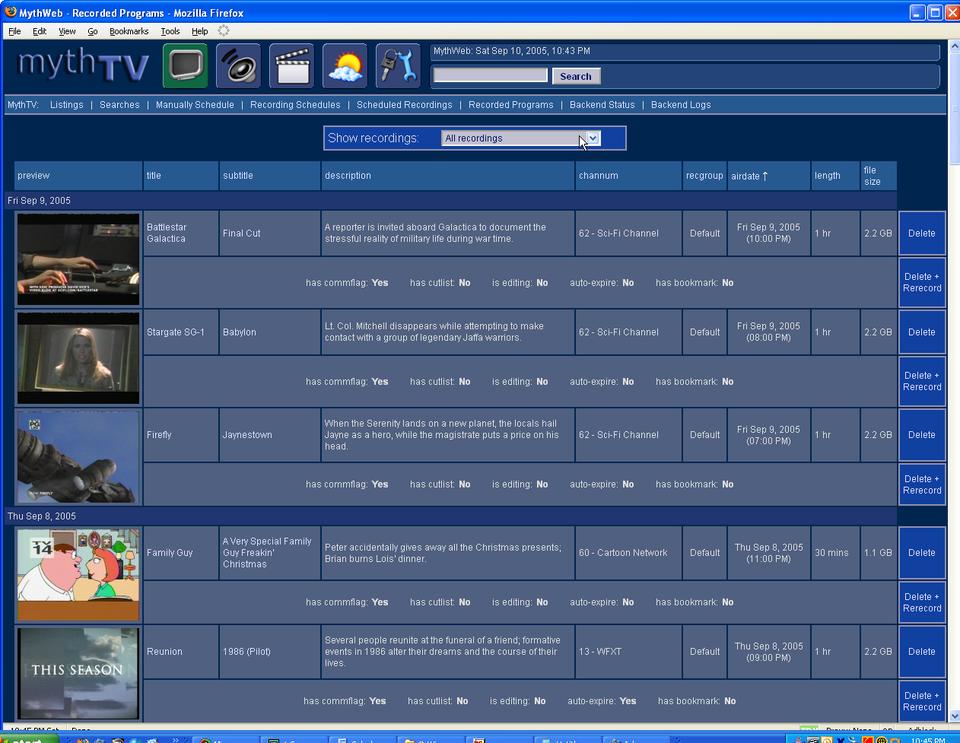 MythWeb - Recorded Programs - Mozilla Firefox
File Edit View Go Bookmarks Tools Help
mythTV
MythWeb: Sat Sep 10, 2005, 10:43 PM
Search
MythTV: Listings | Searches | Manually Schedule | Recording Schedules | Scheduled Recordings | Recorded Programs | Backend Status | Backend Logs
Show recordings: All recordings
preview title subtitle description channum recgroup airdate ↑ length file size
Fri Sep 9, 2005
Battlestar Galactica
Final Cut
A reporter is invited aboard Galactica to document the
stressful reality of military life during war time.
62 - Sci-Fi Channel
Default
Fri Sep 9, 2005
(10:00 PM)
1 hr
2.2 GB
Delete
has commflag: Yes has cutlist: No is editing: No auto-expire: No has bookmark: No
Delete +
Rerecord
Stargate SG-1
Babylon
Lt. Col. Mitchell disappears while attempting to make
contact with a group of legendary Jaffa warriors.
62 - Sci-Fi Channel
Default
Fri Sep 9, 2005
(08:00 PM)
1 hr
2.2 GB
Delete
has commflag: Yes has cutlist: No is editing: No auto-expire: No has bookmark: No
Delete +
Rerecord
Firefly
Jaynestown
When the Serenity lands on a new planet, the locals hail
Jayne as a hero, while the magistrate puts a price on his
head.
62 - Sci-Fi Channel
Default
Fri Sep 9, 2005
(07:00 PM)
1 hr
2.2 GB
Delete
has commflag: Yes has cutlist: No is editing: No auto-expire: No has bookmark: No
Delete +
Rerecord
Thu Sep 8, 2005
14
Family Guy
A Very Special Family
Guy Freakin'
Christmas
Peter accidentally gives away all the Christmas presents;
Brian burns Lois' dinner.
60 - Cartoon Network
Default
Thu Sep 8, 2005
(11:00 PM)
30 mins
1.1 GB
Delete
has commflag: Yes has cutlist: No is editing: No auto-expire: No has bookmark: No
Delete +
Rerecord
THIS SEASON
Reunion
1986 (Pilot)
Several people reunite at the funeral of a friend; formative
events in 1986 alter their dreams and the course of their
lives.
13 - WFXT
Default
Thu Sep 8, 2005
(09:00 PM)
1 hr
2.2 GB
Delete
has commflag: Yes has cutlist: No is editing: No auto-expire: Yes has bookmark: No
Delete +
Rerecord
10:45 PM